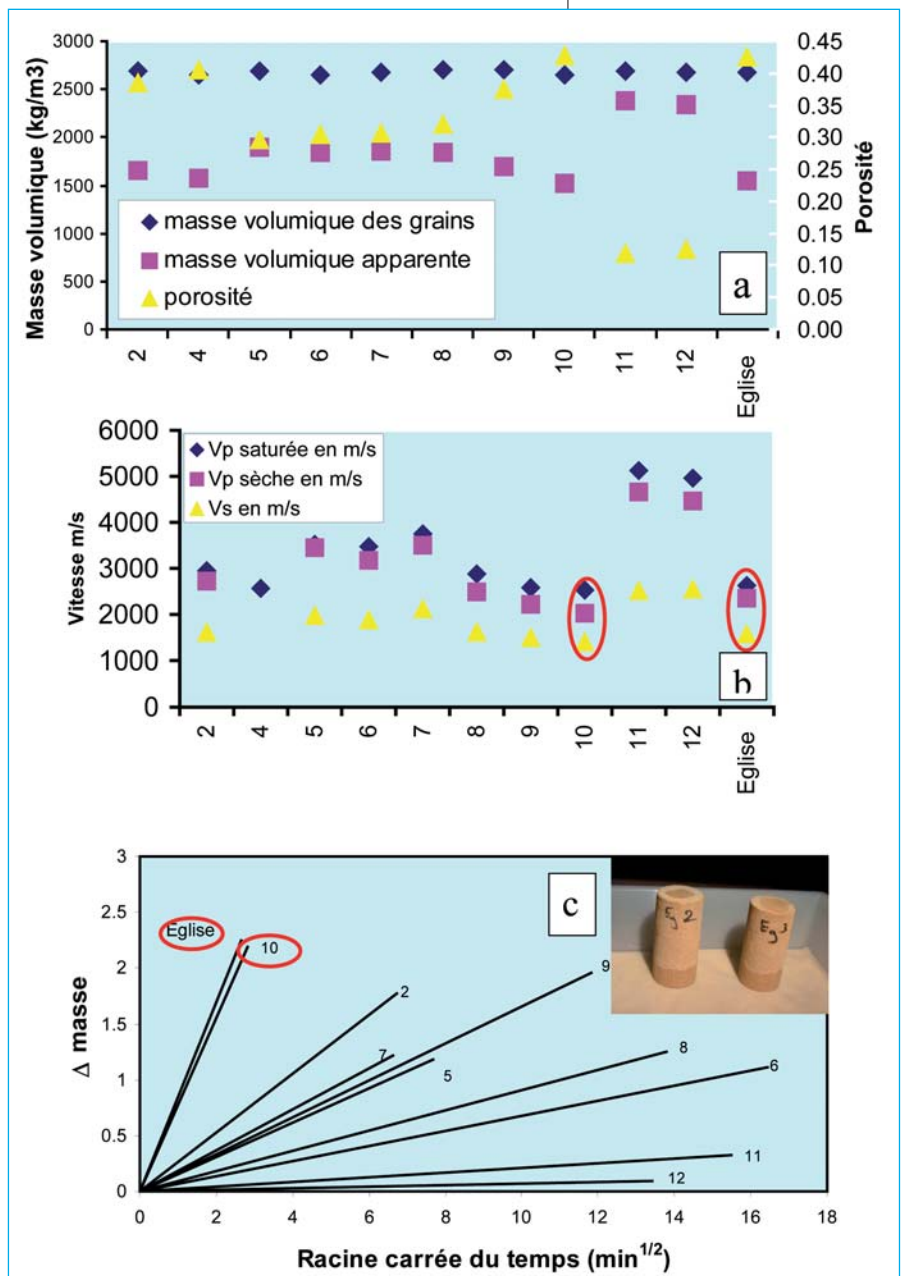 Masse volumique (kg/m3)
3000
2500
2000
1500
1000
500
0
masse volumique des grains
masse volumique apparente
porosité
a
0.45
0.40
0.35
0.30
0.25
0.20
0.15
0.10
0.05
0.00
Porosité
2 4 5 6 7 8 9 10 11 12 Eglise
Vitesse m/s
6000
5000
4000
3000
2000
1000
0
Vp saturée en m/s
Vp sèche en m/s
Vs en m/s
b
2 4 5 6 7 8 9 10 11 12 Eglise
Δ masse
3
2.5
2
1.5
1
0.5
0
c
Eg 2
Eg 3
Eglise
10
2
9
7
5
8
6
11
12
0 2 4 6 8 10 12 14 16 18
Racine carrée du temps (min1/2)